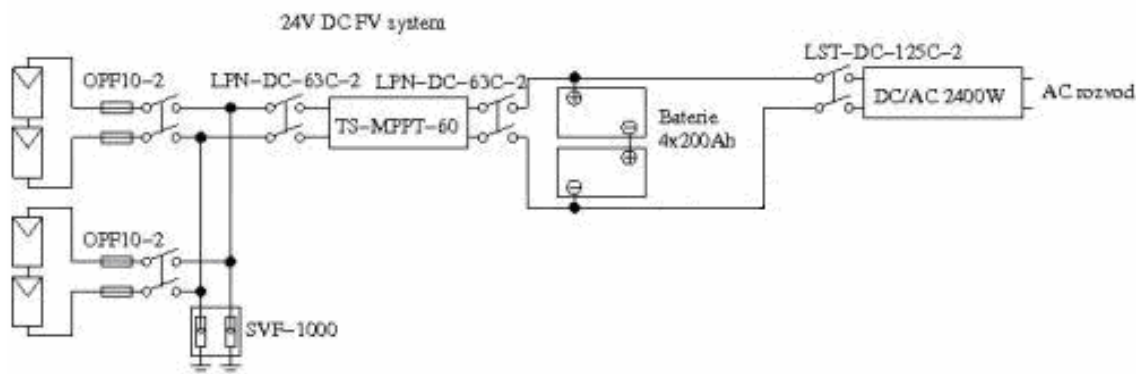 24V DC FV system
LST-DC-125C-2
OPF10-2
LPN-DC-63C-2
LPN-DC-63C-2
TS-MPPT-60
Baterie
4x200Ah
DC/AC 2400W
AC rozvod
OPF10-2
SVF-1000